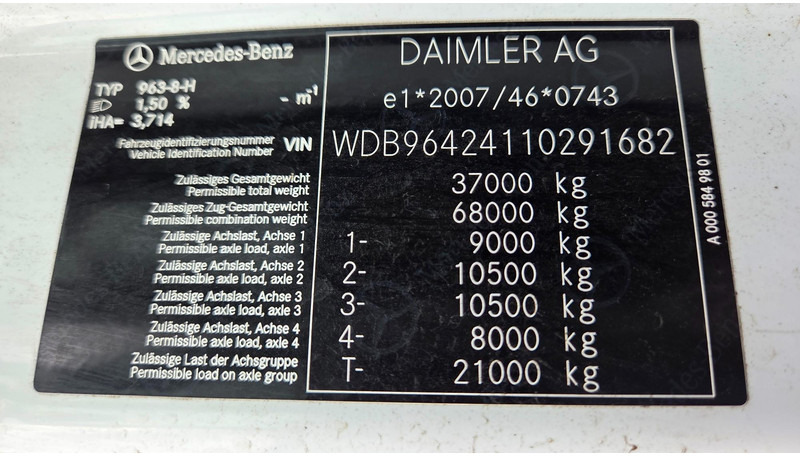 Mercedes-Benz
DAIMLER AG
TYP 963-8-H
1,50 % - m⁻¹
iHA= 3,714
e1*2007/46*0743
Fahrzeugidentifizierungsnummer
Vehicle Identification Number VIN WDB96424110291682
Zulässiges Gesamtgewicht
Permissible total weight 37000 kg
Zulässiges Zug-Gesamtgewicht
Permissible combination weight 68000 kg
Zulässige Achslast, Achse 1
Permissible axle load, axle 1 1- 9000 kg
Zulässige Achslast, Achse 2
Permissible axle load, axle 2 2- 10500 kg
Zulässige Achslast, Achse 3
Permissible axle load, axle 3 3- 10500 kg
Zulässige Achslast, Achse 4
Permissible axle load, axle 4 4- 8000 kg
Zulässige Last der Achsgruppe
Permissible load on axle group T- 21000 kg
A 000 584 98 01